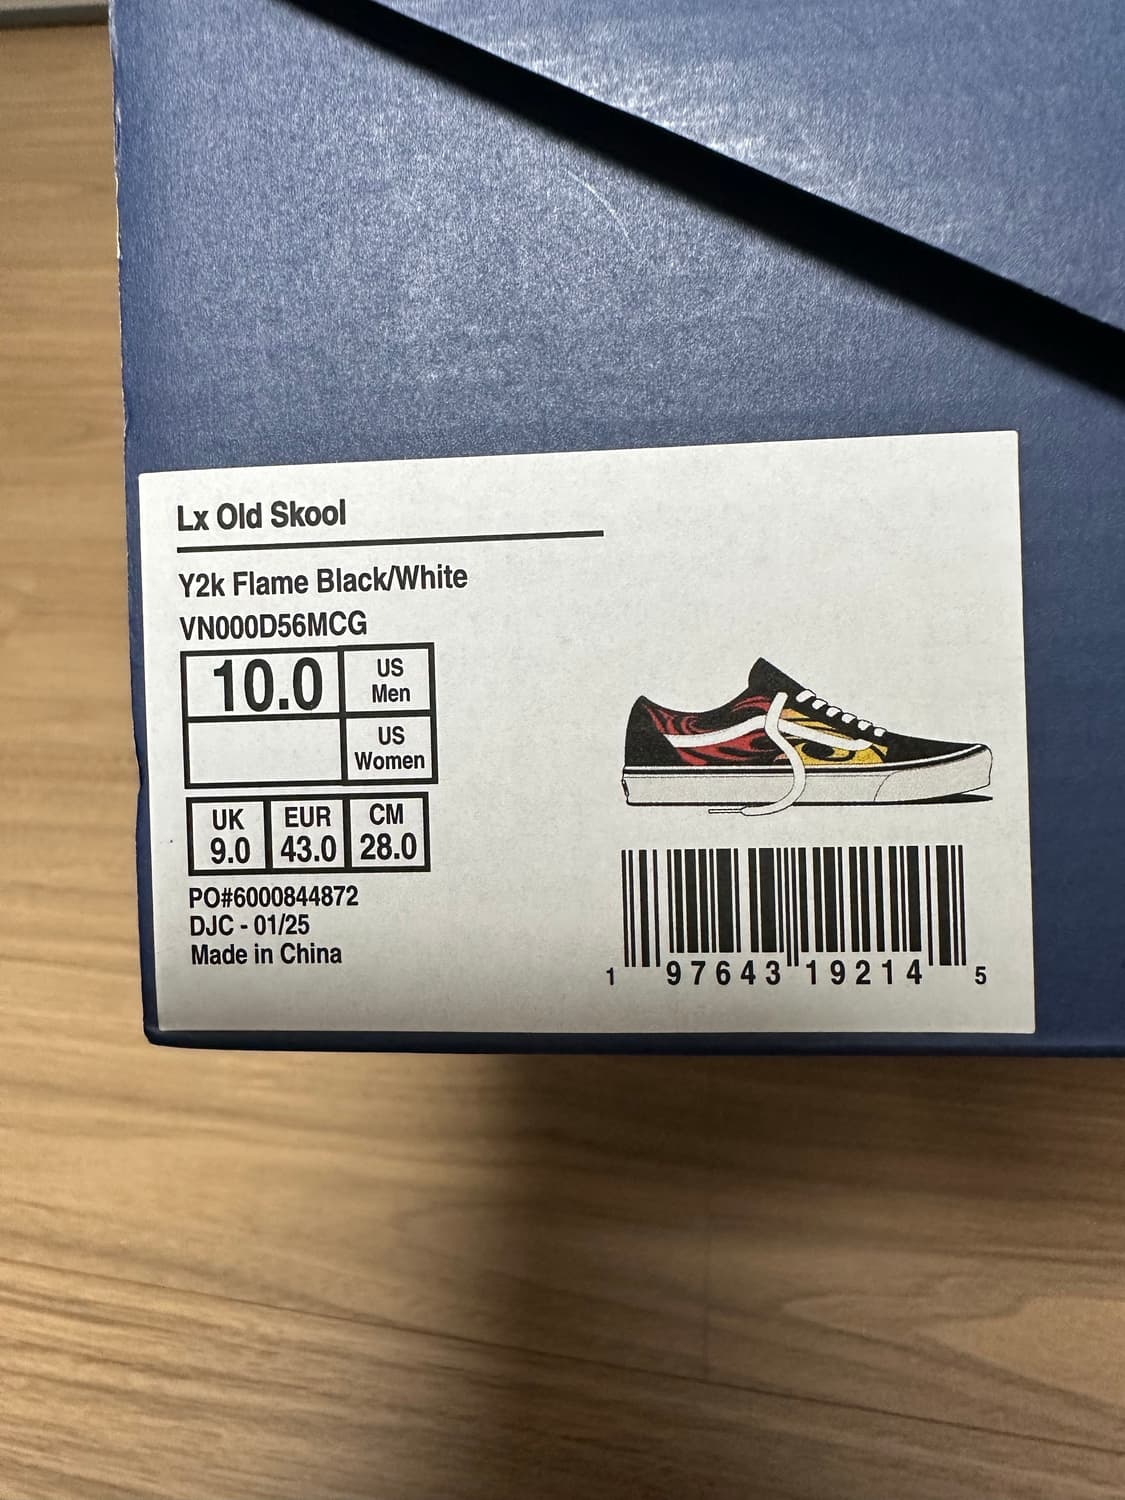 Lx Old Skool
Y2k Flame Black/White
VN000D56MCG
10.0 US Men
US Women
UK EUR CM
9.0 43.0 28.0
PO#6000844872
DJC - 01/25
Made in China
1 97643 19214 5